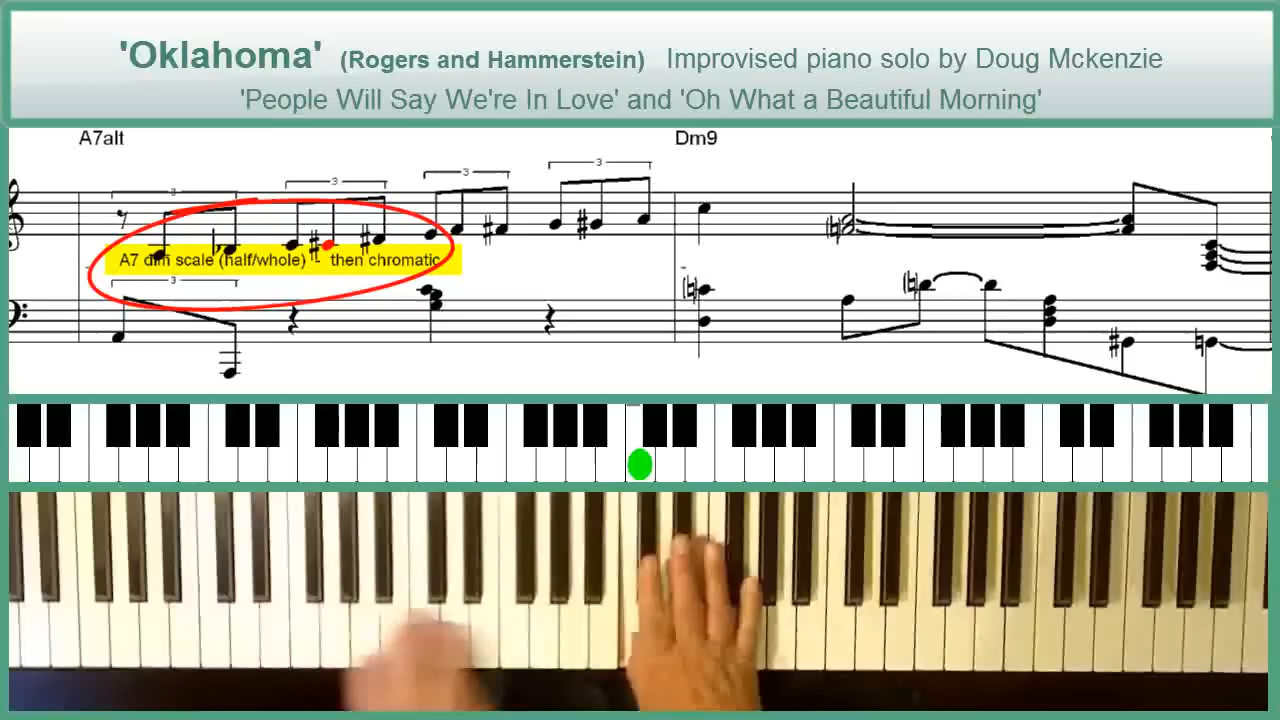 'Oklahoma' (Rogers and Hammerstein) Improvised piano solo by Doug Mckenzie
'People Will Say We're In Love' and 'Oh What a Beautiful Morning'
A7alt Dm9
3 3 3 3
A7 dim scale (half/whole) - then chromatic
3